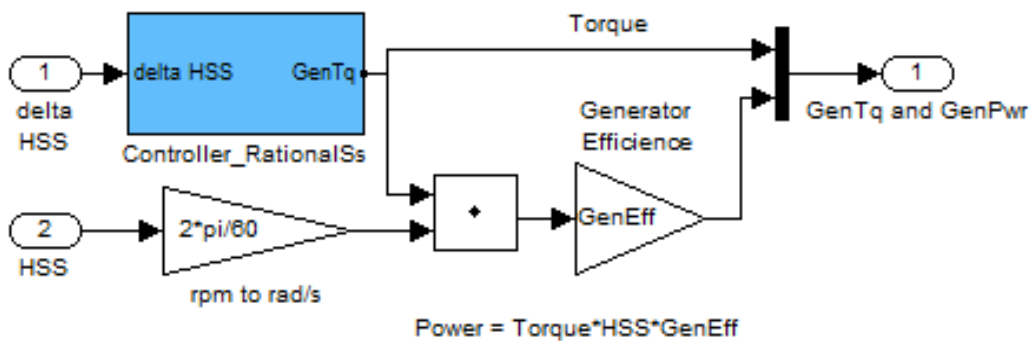 Torque
1
delta HSS
GenTq
1
delta
HSS
Controller_RationalSs
Generator
Efficience
GenTq and GenPwr
2
2*pi/60
GenEff
HSS
rpm to rad/s
Power = Torque*HSS*GenEff